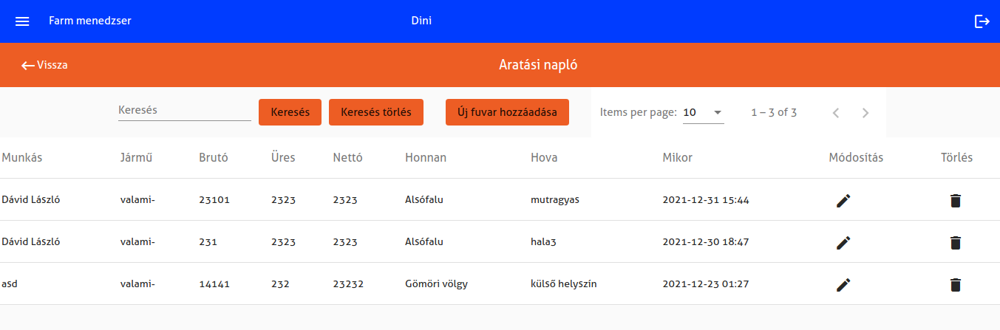 Farm menedzser Dini
Vissza Aratási napló
Keresés Keresés Keresés törlés Új fuvar hozzáadása Items per page: 10 1 – 3 of 3
Munkás Jármű Brutó Üres Nettó Honnan Hova Mikor Módosítás Törlés
Dávid László valami- 23101 2323 2323 Alsófalu mutragyas 2021-12-31 15:44
Dávid László valami- 231 2323 2323 Alsófalu hala3 2021-12-30 18:47
asd valami- 14141 232 23232 Gömöri völgy külső helyszín 2021-12-23 01:27